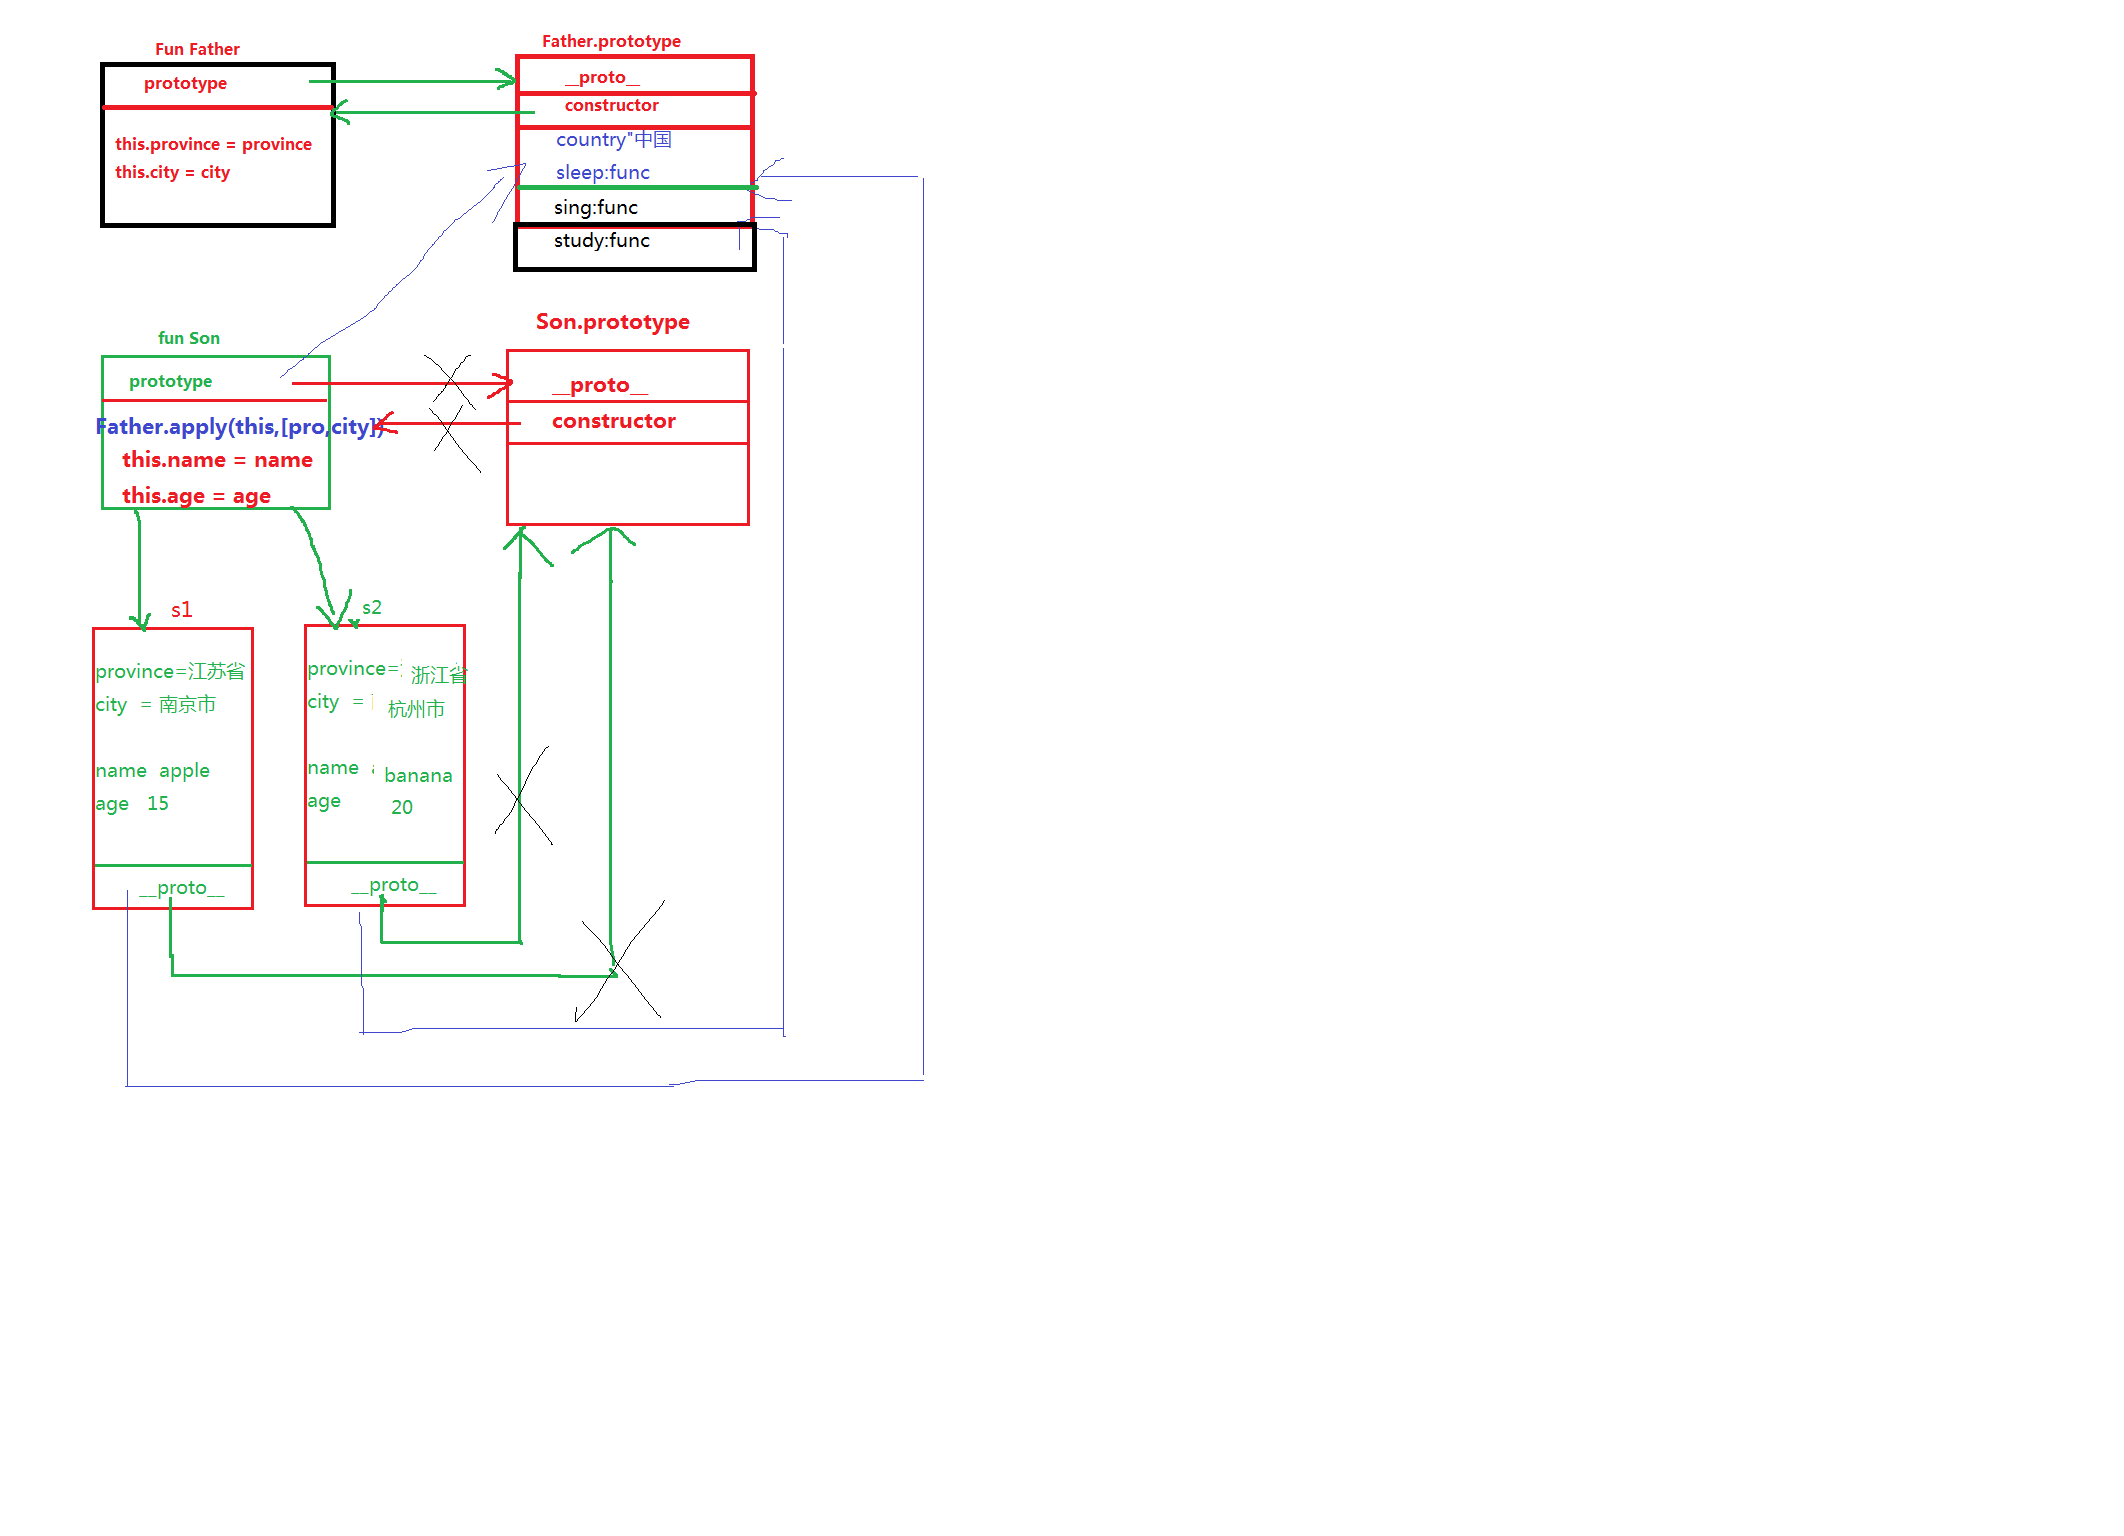 Fun Father
prototype
this.province = province
this.city = city
Father.prototype
__proto__
constructor
country"中国
sleep:func
sing:func
study:func
fun Son
prototype
Father.apply(this,[pro,city])
this.name = name
this.age = age
Son.prototype
__proto__
constructor
s1
province=江苏省
city = 南京市
name apple
age 15
__proto__
s2
province= 浙江省
city = 杭州市
name banana
age 20
__proto__